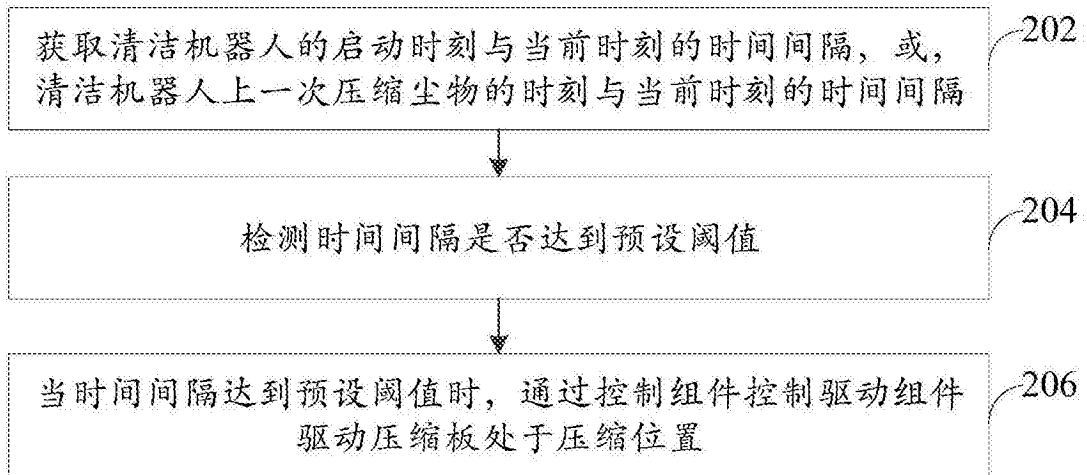 获取清洁机器人的启动时刻与当前时刻的时间间隔，或，
清洁机器人上一次压缩尘物的时刻与当前时刻的时间间隔
202
检测时间间隔是否达到预设阈值
204
当时间间隔达到预设阈值时，通过控制组件控制驱动组件
驱动压缩板处于压缩位置
206